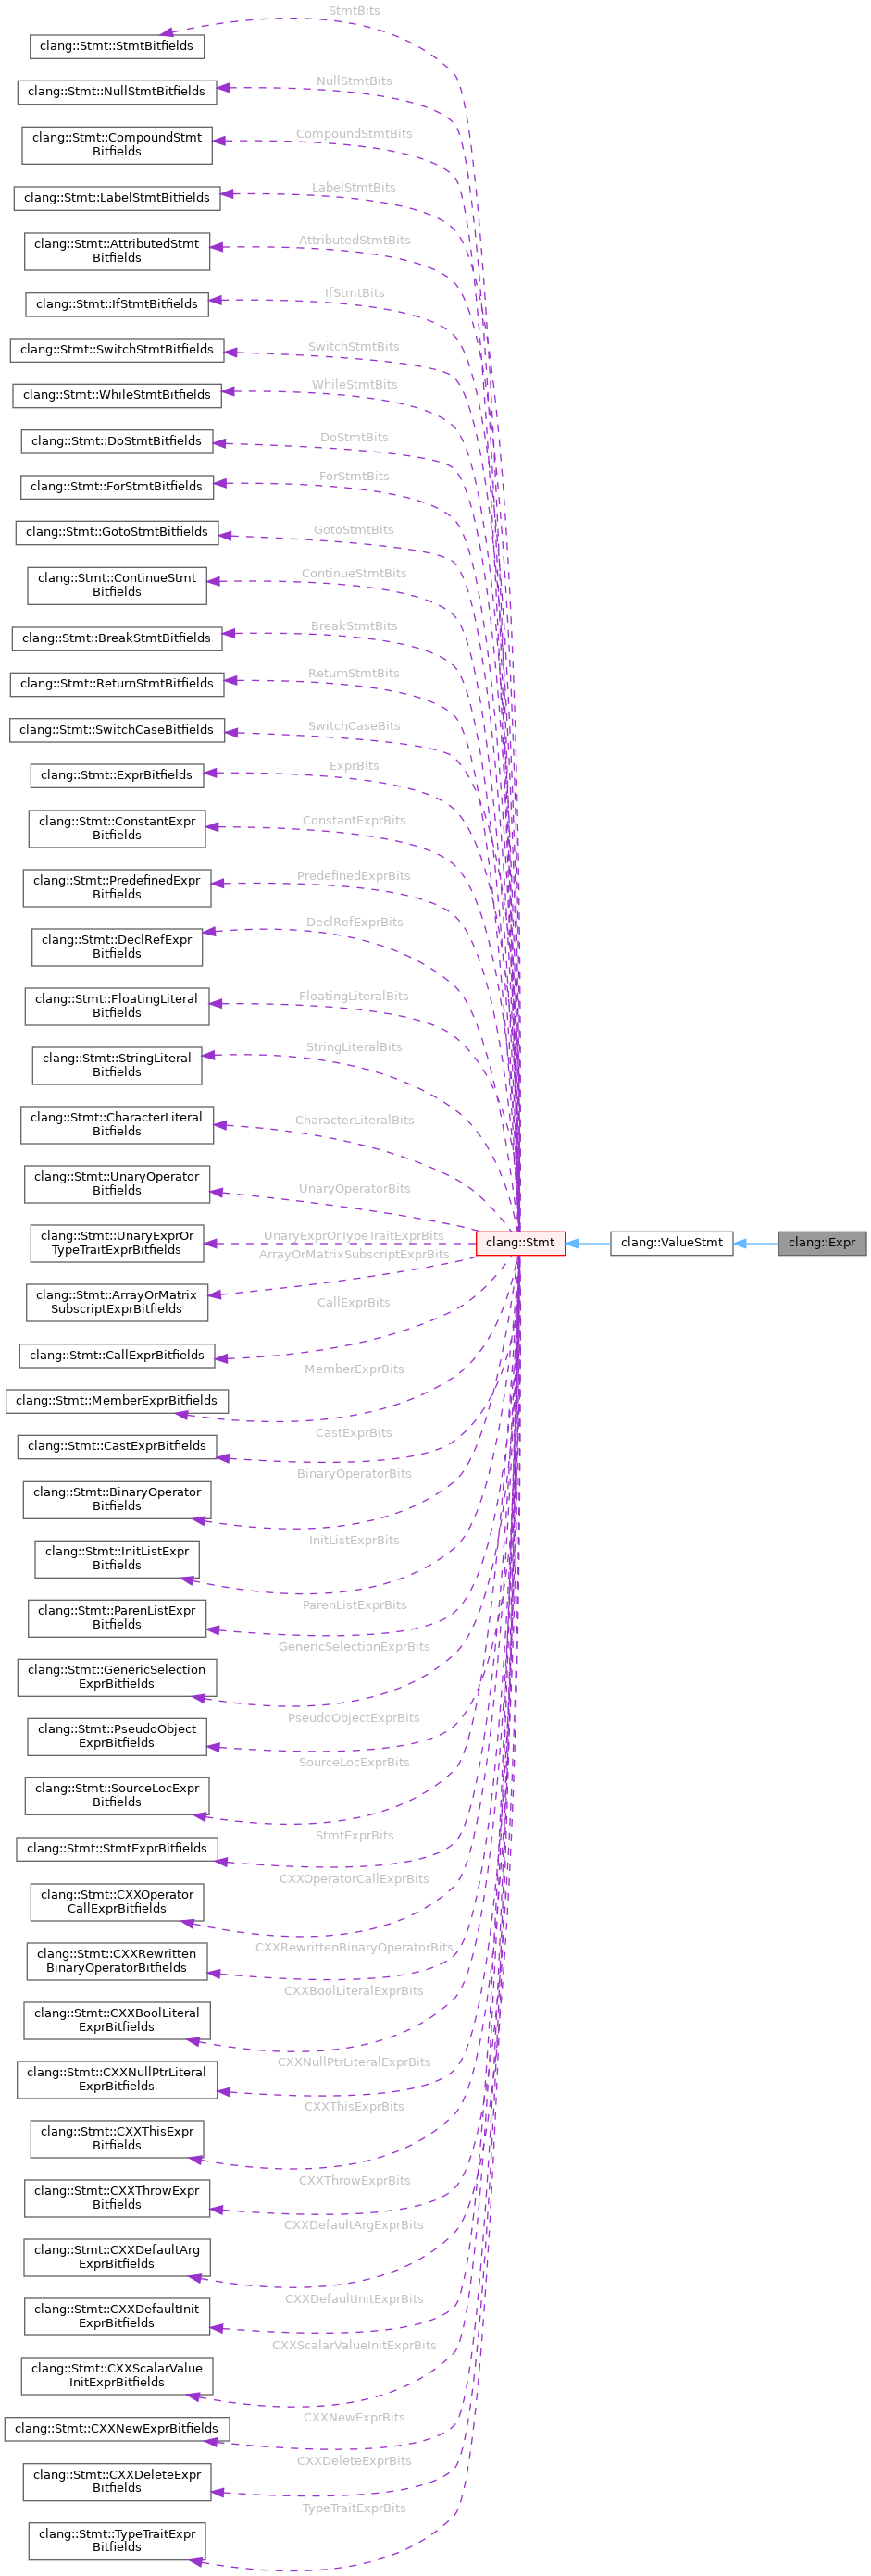 StmtBits
clang::Stmt::StmtBitfields
NullStmtBits
clang::Stmt::NullStmtBitfields
CompoundStmtBits
clang::Stmt::CompoundStmt
Bitfields
LabelStmtBits
clang::Stmt::LabelStmtBitfields
AttributedStmtBits
clang::Stmt::AttributedStmt
Bitfields
IfStmtBits
clang::Stmt::IfStmtBitfields
SwitchStmtBits
clang::Stmt::SwitchStmtBitfields
WhileStmtBits
clang::Stmt::WhileStmtBitfields
DoStmtBits
clang::Stmt::DoStmtBitfields
ForStmtBits
clang::Stmt::ForStmtBitfields
GotoStmtBits
clang::Stmt::GotoStmtBitfields
ContinueStmtBits
clang::Stmt::ContinueStmt
Bitfields
BreakStmtBits
clang::Stmt::BreakStmtBitfields
ReturnStmtBits
clang::Stmt::ReturnStmtBitfields
SwitchCaseBits
clang::Stmt::SwitchCaseBitfields
ExprBits
clang::Stmt::ExprBitfields
ConstantExprBits
clang::Stmt::ConstantExpr
Bitfields
PredefinedExprBits
clang::Stmt::PredefinedExpr
Bitfields
DeclRefExprBits
clang::Stmt::DeclRefExpr
Bitfields
FloatingLiteralBits
clang::Stmt::FloatingLiteral
Bitfields
StringLiteralBits
clang::Stmt::StringLiteral
Bitfields
CharacterLiteralBits
clang::Stmt::CharacterLiteral
Bitfields
UnaryOperatorBits
clang::Stmt::UnaryOperator
Bitfields
UnaryExprOrTypeTraitExprBits
clang::Stmt::UnaryExprOr
TypeTraitExprBitfields
clang::Stmt
clang::ValueStmt
clang::Expr
ArrayOrMatrixSubscriptExprBits
clang::Stmt::ArrayOrMatrix
SubscriptExprBitfields
CallExprBits
clang::Stmt::CallExprBitfields
MemberExprBits
clang::Stmt::MemberExprBitfields
CastExprBits
clang::Stmt::CastExprBitfields
BinaryOperatorBits
clang::Stmt::BinaryOperator
Bitfields
InitListExprBits
clang::Stmt::InitListExpr
Bitfields
ParenListExprBits
clang::Stmt::ParenListExpr
Bitfields
GenericSelectionExprBits
clang::Stmt::GenericSelection
ExprBitfields
PseudoObjectExprBits
clang::Stmt::PseudoObject
ExprBitfields
SourceLocExprBits
clang::Stmt::SourceLocExpr
Bitfields
StmtExprBits
clang::Stmt::StmtExprBitfields
CXXOperatorCallExprBits
clang::Stmt::CXXOperator
CallExprBitfields
CXXRewrittenBinaryOperatorBits
clang::Stmt::CXXRewritten
BinaryOperatorBitfields
CXXBoolLiteralExprBits
clang::Stmt::CXXBoolLiteral
ExprBitfields
CXXNullPtrLiteralExprBits
clang::Stmt::CXXNullPtrLiteral
ExprBitfields
CXXThisExprBits
clang::Stmt::CXXThisExpr
Bitfields
CXXThrowExprBits
clang::Stmt::CXXThrowExpr
Bitfields
CXXDefaultArgExprBits
clang::Stmt::CXXDefaultArg
ExprBitfields
CXXDefaultInitExprBits
clang::Stmt::CXXDefaultInit
ExprBitfields
CXXScalarValueInitExprBits
clang::Stmt::CXXScalarValue
InitExprBitfields
CXXNewExprBits
clang::Stmt::CXXNewExprBitfields
CXXDeleteExprBits
clang::Stmt::CXXDeleteExpr
Bitfields
TypeTraitExprBits
clang::Stmt::TypeTraitExpr
Bitfields